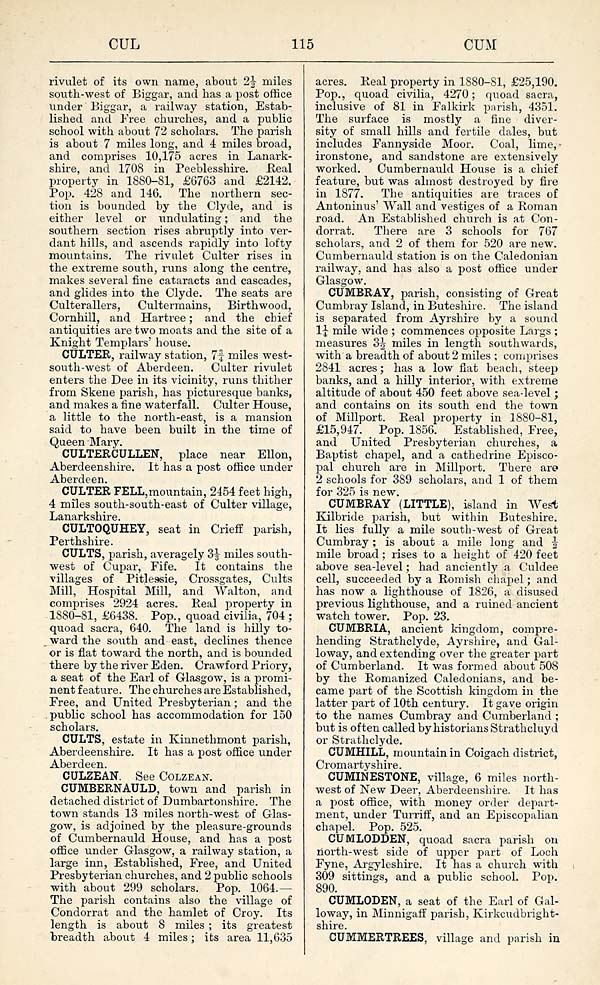 CUL 115 CUM
rivulet of its own name, about 2½ miles
south-west of Biggar, and has a post office
under Biggar, a railway station, Estab-
lished and Free churches, and a public
school with about 72 scholars. The parish
is about 7 miles long, and 4 miles broad,
and comprises 10,175 acres in Lanark-
shire, and 1708 in Peeblesshire. Real
property in 1880-81, £6763 and £2142.
Pop. 428 and 146. The northern sec-
tion is bounded by the Clyde, and is
either level or undulating; and the
southern section rises abruptly into ver-
dant hills, and ascends rapidly into lofty
mountains. The rivulet Culter rises in
the extreme south, runs along the centre,
makes several fine cataracts and cascades,
and glides into the Clyde. The seats are
Culterallers, Cultermains, Birthwood,
Cornhill, and Hartree; and the chief
antiquities are two moats and the site of a
Knight Templars' house.
CULTER, railway station, 7¾ miles west-
south-west of Aberdeen. Culter rivulet
enters the Dee in its vicinity, runs thither
from Skene parish, has picturesque banks,
and makes a fine waterfall. Culter House,
a little to the north-east, is a mansion
said to have been built in the time of
Queen Mary.
CULTERCULLEN, place near Ellon,
Aberdeenshire. It has a post office under
Aberdeen.
CULTER FELL, mountain, 2454 feet high,
4 miles south-south-east of Culter village,
Lanarkshire.
CULTOQUHEY, seat in Crieff parish,
Perthshire.
CULTS, parish, averagely 3½ miles south-
west of Cupar, Fife. It contains the
villages of Pitlessie, Crossgates, Cults
Mill, Hospital Mill, and Walton, and
comprises 2924 acres. Real property in
1880-81, £6438. Pop., quoad civilia, 704;
quoad sacra, 640. The land is hilly to-
ward the south and east, declines thence
or is flat toward the north, and is bounded
there by the river Eden. Crawford Priory,
a seat of the Earl of Glasgow, is a promi-
nent feature. The churches are Established,
Free, and United Presbyterian; and the
public school has accommodation for 150
scholars.
CULTS, estate in Kinnethmont parish,
Aberdeenshire. It has a post office under
Aberdeen.
CULZEAN. See COLZEAN.
CUMBERNAULD, town and parish in
detached district of Dumbartonshire. The
town stands 13 miles north-west of Glas-
gow, is adjoined by the pleasure-grounds
of Cumbernauld House, and has a post
office under Glasgow, a railway station, a
large inn, Established, Free, and United
Presbyterian churches, and 2 public schools
with about 299 scholars. Pop. 1064.—
The parish contains also the village of
Condorrat and the hamlet of Croy. Its
length is about 8 miles; its greatest
breadth about 4 miles; its area 11,635
acres. Real property in 1880-81, £25,190.
Pop., quoad civilia, 4270; quoad sacra,
inclusive of 81 in Falkirk parish, 4351.
The surface is mostly a fine diver-
sity of small hills and fertile dales, but
includes Fannyside Moor. Coal, lime,
ironstone, and sandstone are extensively
worked. Cumbernauld House is a chief
feature, but was almost destroyed by fire
in 1877. The antiquities are traces of
Antoninus' Wall and vestiges of a Roman
road. An Established church is at Con-
dorrat. There are 3 schools for 767
scholars, and 2 of them for 520 are new.
Cumbernauld station is on the Caledonian
railway, and has also a post office under
Glasgow.
CUMBRAY, parish, consisting of Great
Cumbray Island, in Buteshire. The island
is separated from Ayrshire by a sound
1¼ mile wide; commences opposite Largs;
measures 3½ miles in length southwards,
with a breadth of about 2 miles; comprises
2841 acres; has a low flat beach, steep
banks, and a hilly interior, with extreme
altitude of about 450 feet above sea-level;
and contains on its south end the town
of Millport. Real property in 1880-81,
£15,947. Pop. 1856. Established, Free,
and United Presbyterian churches, a
Baptist chapel, and a cathedrine Episco-
pal church are in Millport. There are
2 schools for 389 scholars, and 1 of them
for 325 is new.
CUMBRAY (LITTLE), island in West
Kilbride parish, but within Buteshire.
It lies fully a mile south-west of Great
Cumbray; is about a mile long and ½
mile broad; rises to a height of 420 feet
above sea-level; had anciently a Culdee
cell, succeeded by a Romish chapel; and
has now a lighthouse of 1826, a disused
previous lighthouse, and a ruined ancient
watch tower. Pop. 23.
CUMBRIA, ancient kingdom, compre-
hending Strathclyde, Ayrshire, and Gal-
loway, and extending over the greater part
of Cumberland. It was formed about 508
by the Romanized Caledonians, and be-
came part of the Scottish kingdom in the
latter part of 10th century. It gave origin
to the names Cumbray and Cumberland;
but is often called by historians Strathcluyd
or Strathclyde.
CUMHILL, mountain in Coigach district,
Cromartyshire.
CUMINESTONE, village, 6 miles north-
west of New Deer, Aberdeenshire. It has
a post office, with money order depart-
ment, under Turriff, and an Episcopalian
chapel. Pop. 525.
CUMLODDEN, quoad sacra parish on
north-west side of upper part of Loch
Fyne, Argyleshire. It has a church with
309 sittings, and a public school. Pop.
890.
CUMLODEN, a seat of the Earl of Gal-
loway, in Minnigaff parish, Kirkcudbright-
shire.
CUMMERTREES, village and parish in